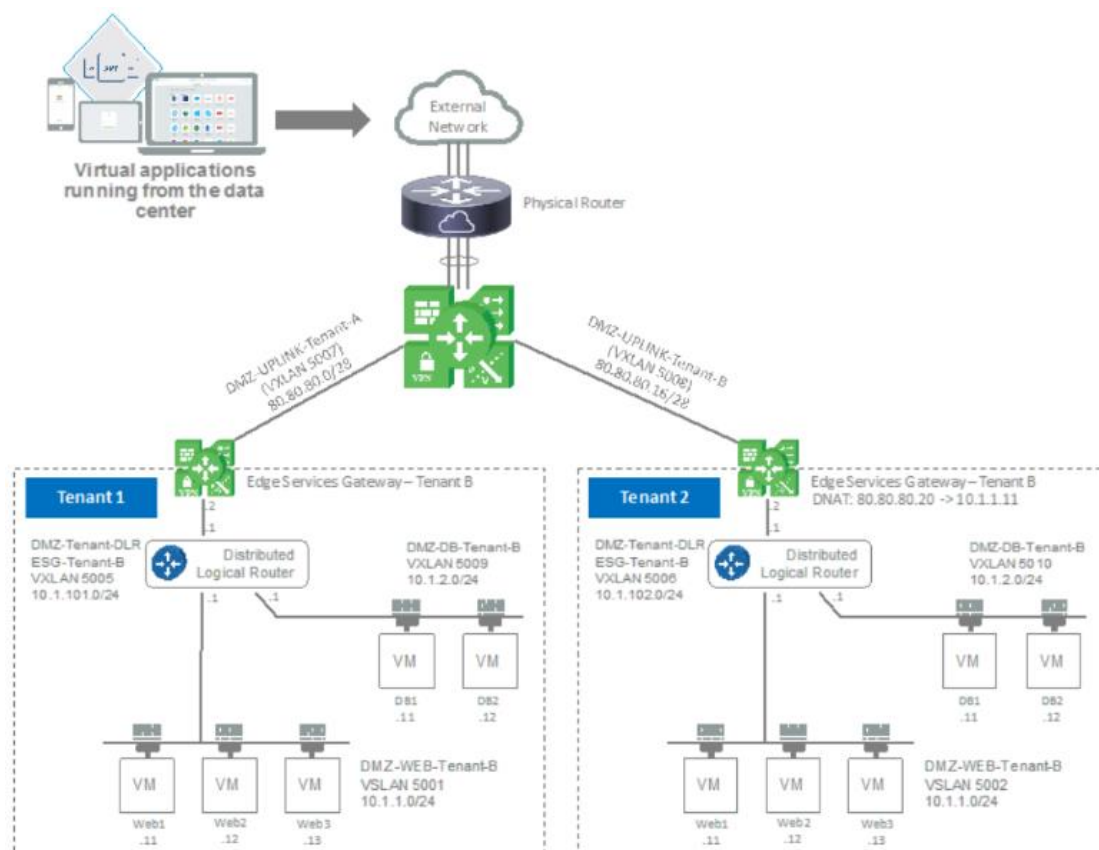 Virtual applications
running from the data
center
External
Network
Physical Router
DMZ-UPLINK-Tenant-A
(VXLAN 5007)
80.80.80.0/28
DMZ-UPLINK-Tenant-B
(VXLAN 5008)
80.80.80.16/28
VPN
Tenant 1
VPN
Edge Services Gateway – Tenant B
.2
.1
DMZ-Tenant-DLR
ESG-Tenant-B
VXLAN 5005
10.1.101.0/24
Distributed
Logical Router
.1
.1
DMZ-DB-Tenant-B
VXLAN 5009
10.1.2.0/24
VM
VM
DB1
.11
DB2
.12
DMZ-WEB-Tenant-B
VSLAN 5001
10.1.1.0/24
VM
VM
VM
Web1
.11
Web2
.12
Web3
.13
Tenant 2
VPN
Edge Services Gateway – Tenant B
DNAT: 80.80.80.20 -> 10.1.1.11
.2
.1
DMZ-Tenant-DLR
ESG-Tenant-B
VXLAN 5006
10.1.102.0/24
Distributed
Logical Router
.1
.1
DMZ-DB-Tenant-B
VXLAN 5010
10.1.2.0/24
VM
VM
DB1
.11
DB2
.12
DMZ-WEB-Tenant-B
VSLAN 5002
10.1.1.0/24
VM
VM
VM
Web1
.11
Web2
.12
Web3
.13